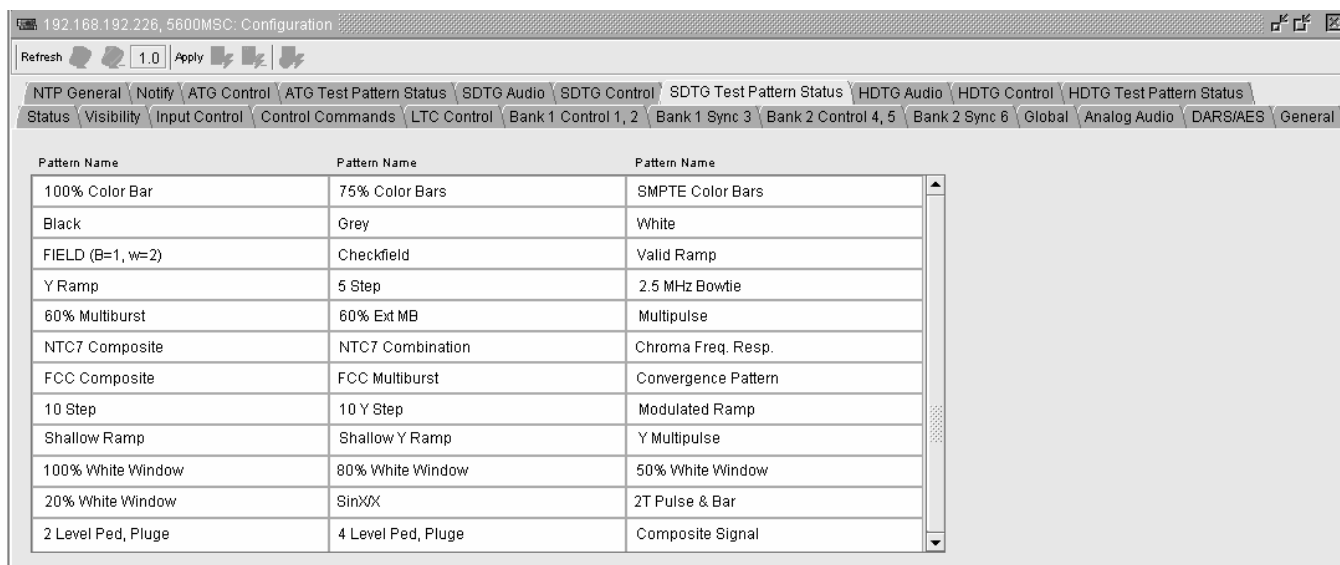 192.168.192.226, 5600MSC: Configuration
Refresh 1.0 Apply
NTP General Notify ATG Control ATG Test Pattern Status SDTG Audio SDTG Control SDTG Test Pattern Status HDTG Audio HDTG Control HDTG Test Pattern Status
Status Visibility Input Control Control Commands LTC Control Bank 1 Control 1, 2 Bank 1 Sync 3 Bank 2 Control 4, 5 Bank 2 Sync 6 Global Analog Audio DARS/AES General
Pattern Name Pattern Name Pattern Name
100% Color Bar 75% Color Bars SMPTE Color Bars
Black Grey White
FIELD (B=1, w=2) Checkfield Valid Ramp
Y Ramp 5 Step 2.5 MHz Bowtie
60% Multiburst 60% Ext MB Multipulse
NTC7 Composite NTC7 Combination Chroma Freq. Resp.
FCC Composite FCC Multiburst Convergence Pattern
10 Step 10 Y Step Modulated Ramp
Shallow Ramp Shallow Y Ramp Y Multipulse
100% White Window 80% White Window 50% White Window
20% White Window SinX/X 2T Pulse & Bar
2 Level Ped, Pluge 4 Level Ped, Pluge Composite Signal